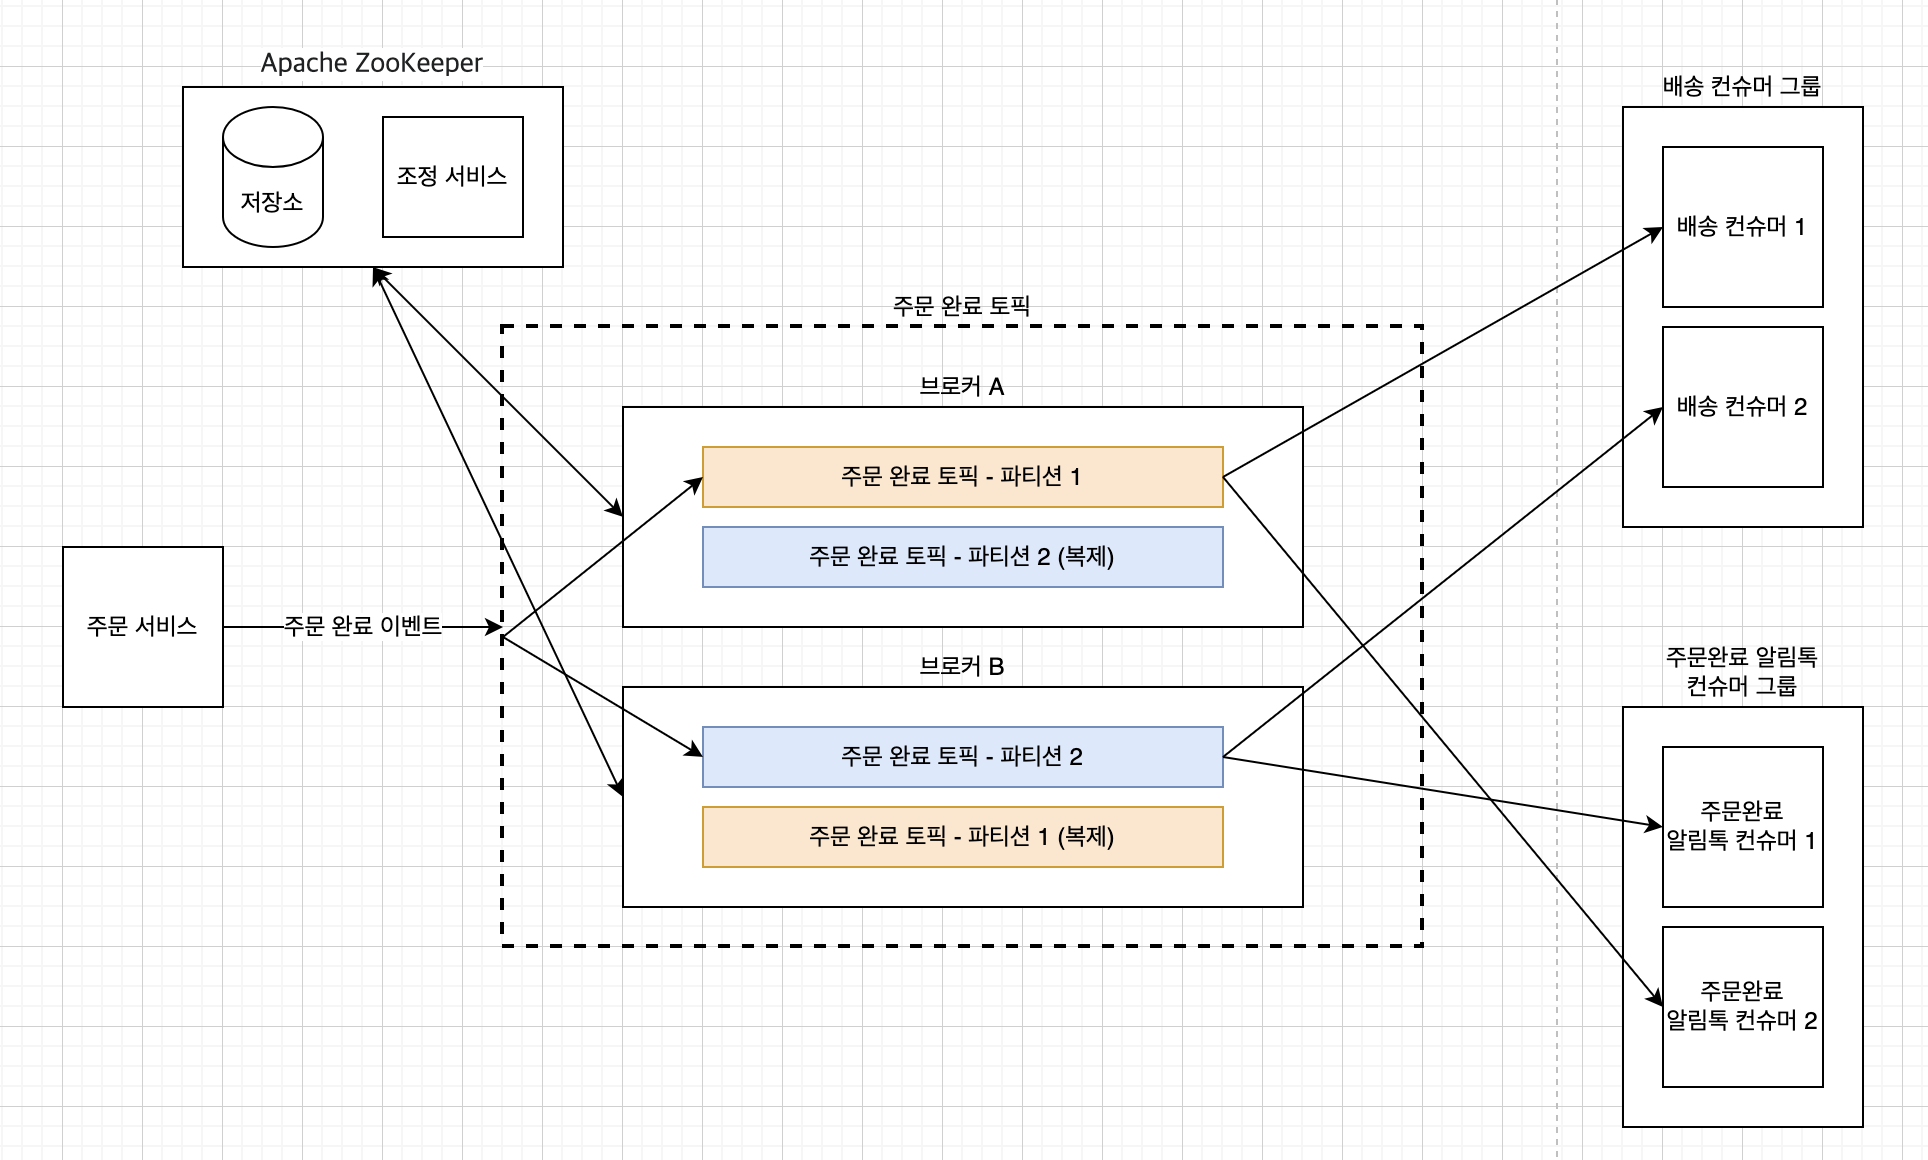 Apache ZooKeeper
저장소
조정 서비스
주문 서비스
주문 완료 이벤트
주문 완료 토픽
브로커 A
주문 완료 토픽 - 파티션 1
주문 완료 토픽 - 파티션 2 (복제)
브로커 B
주문 완료 토픽 - 파티션 2
주문 완료 토픽 - 파티션 1 (복제)
배송 컨슈머 그룹
배송 컨슈머 1
배송 컨슈머 2
주문완료 알림톡
컨슈머 그룹
주문완료
알림톡 컨슈머 1
주문완료
알림톡 컨슈머 2